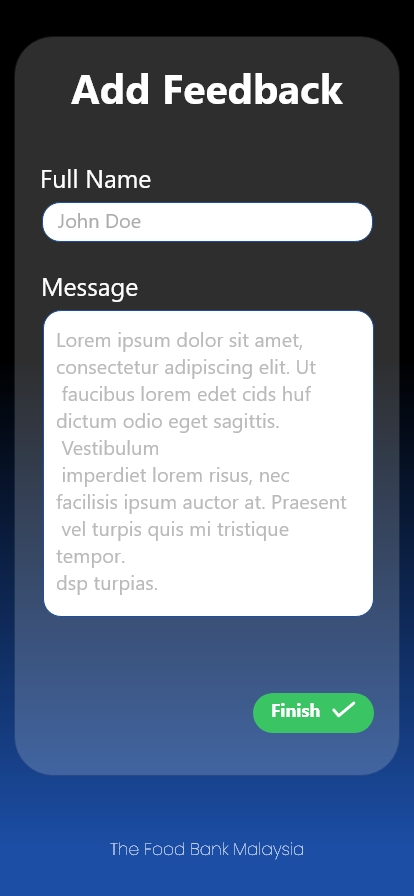 Add Feedback
Full Name
John Doe
Message
Lorem ipsum dolor sit amet,
consectetur adipiscing elit. Ut
faucibus lorem edet cids huf
dictum odio eget sagittis.
Vestibulum
imperdiet lorem risus, nec
facilisis ipsum auctor at. Praesent
vel turpis quis mi tristique
tempor.
dsp turpias.
Finish
The Food Bank Malaysia